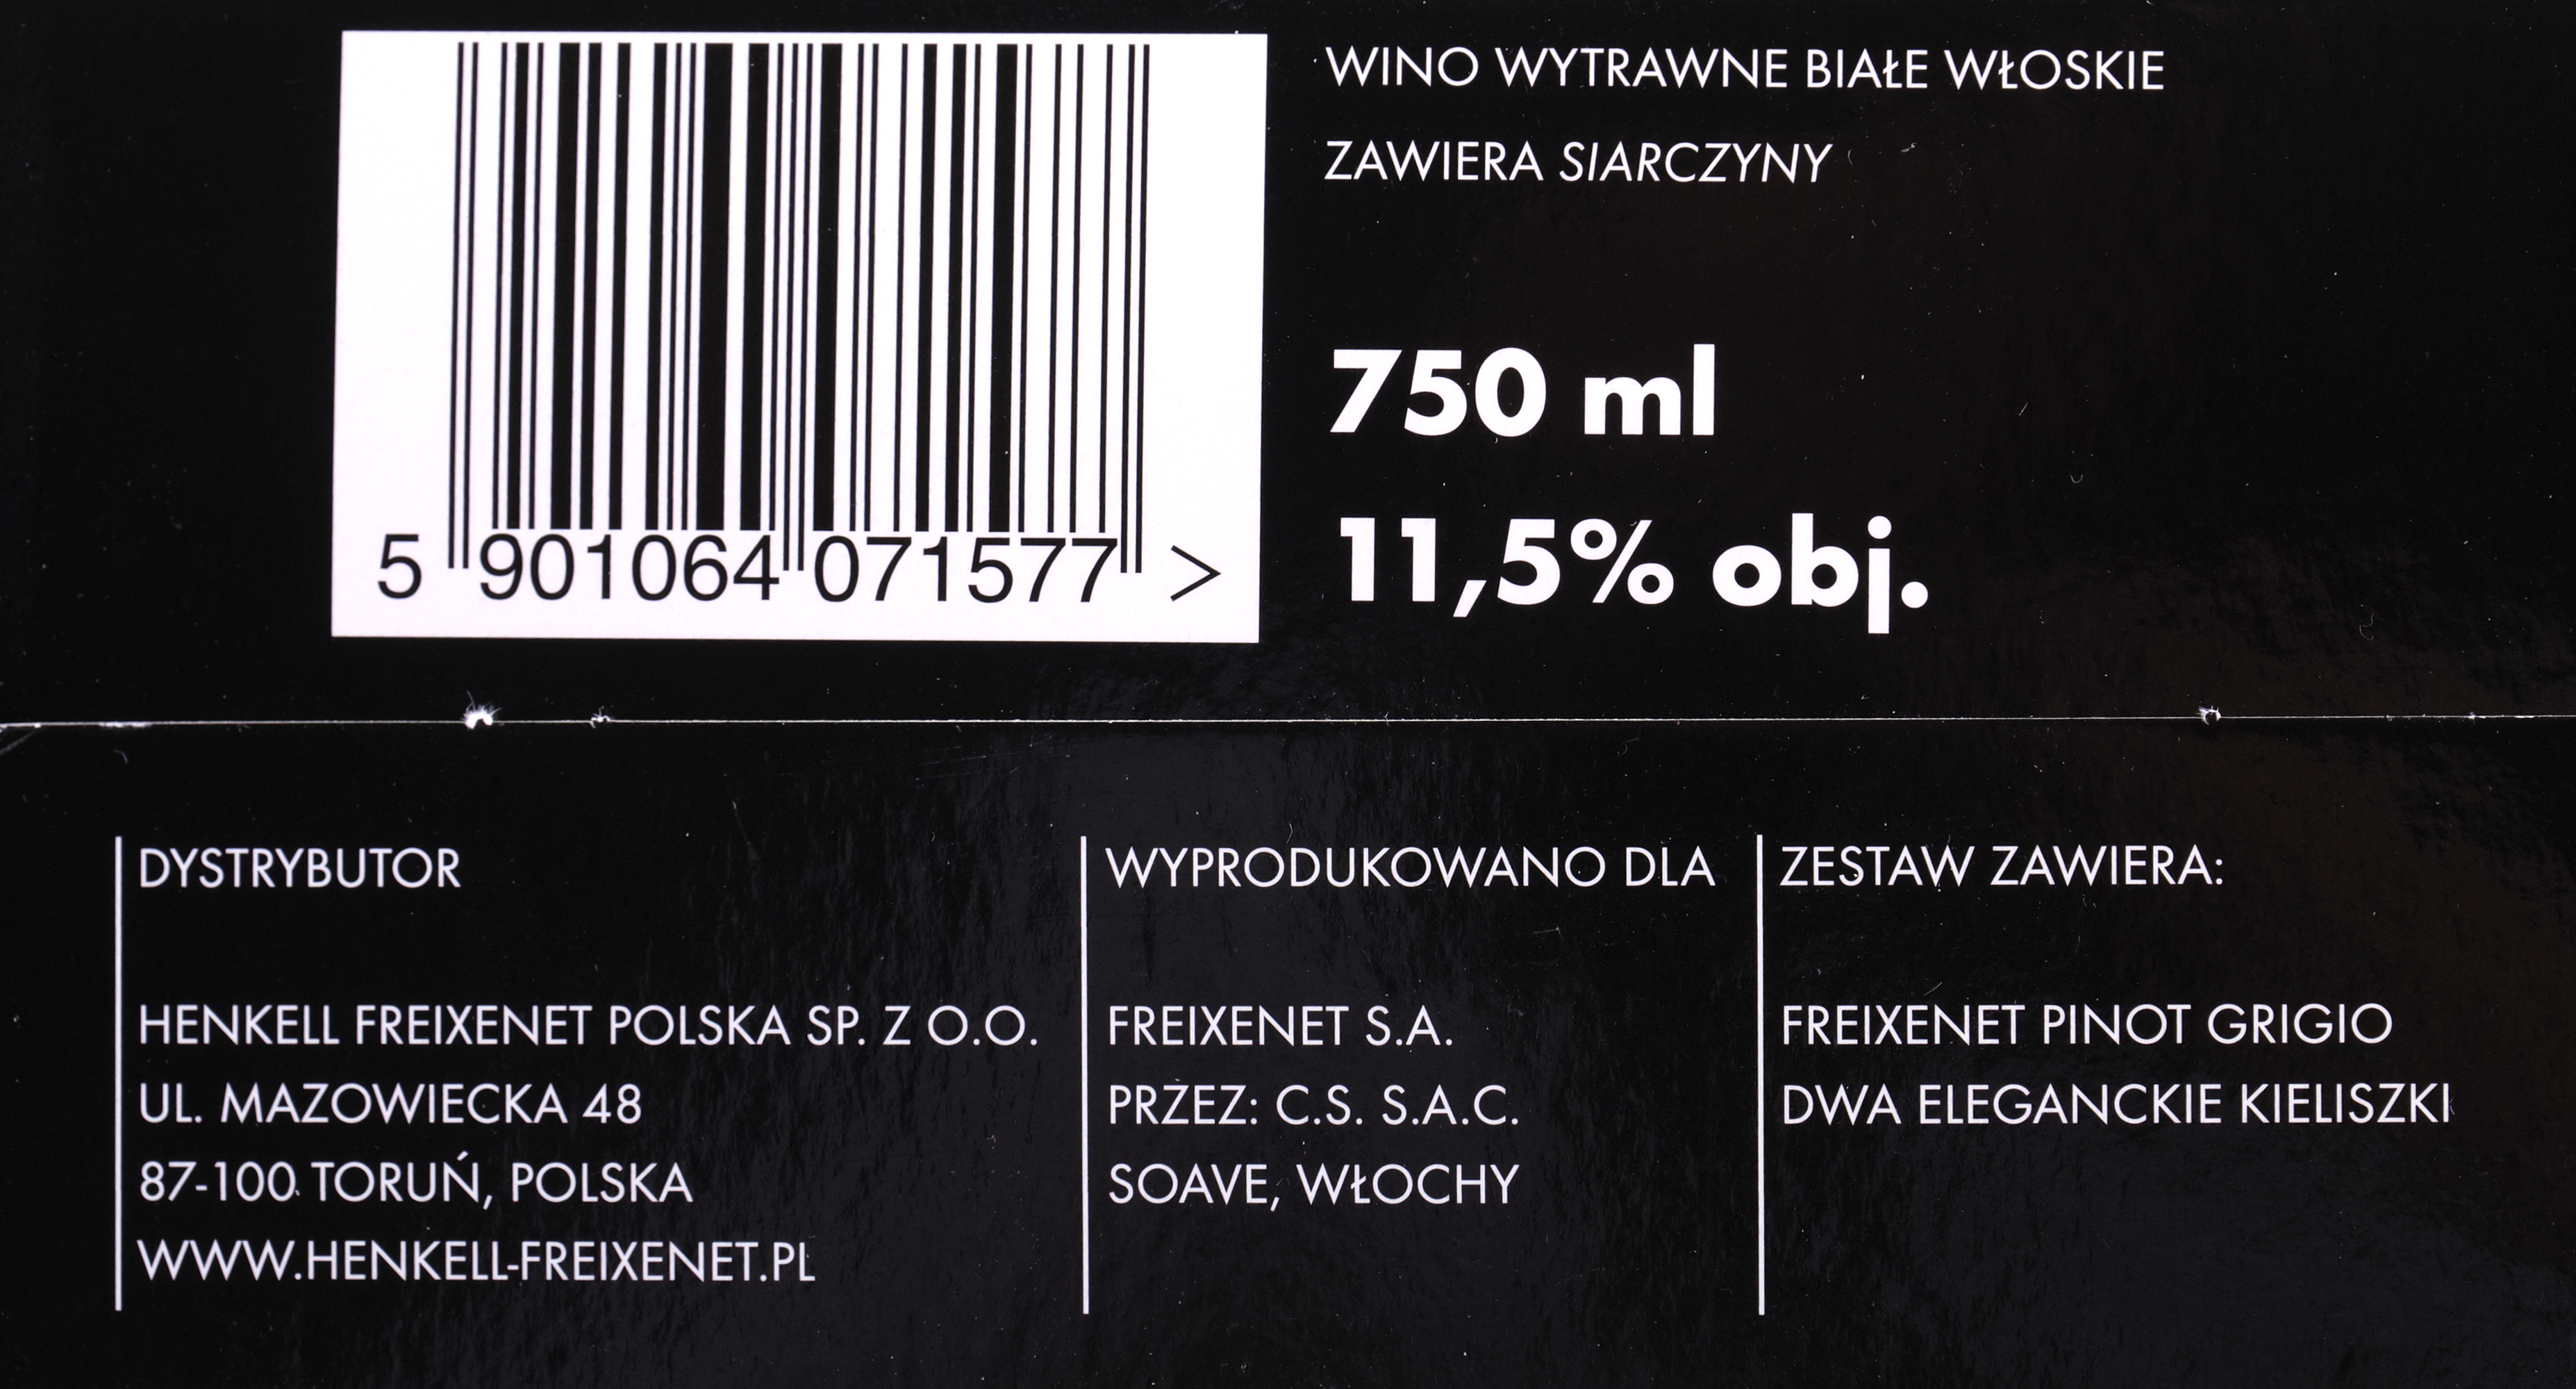 WINO WYTRAWNE BIAŁE WŁOSKIE
ZAWIERA SIARCZYNY
750 ml
11,5% obj.
5 901064 071577 >
DYSTRYBUTOR
HENKELL FREIXENET POLSKA SP. Z O.O.
UL. MAZOWIECKA 48
87-100 TORUŃ, POLSKA
WWW.HENKELL-FREIXENET.PL
WYPRODUKOWANO DLA
FREIXENET S.A.
PRZEZ: C.S. S.A.C.
SOAVE, WŁOCHY
ZESTAW ZAWIERA:
FREIXENET PINOT GRIGIO
DWA ELEGANCKIE KIELISZKI